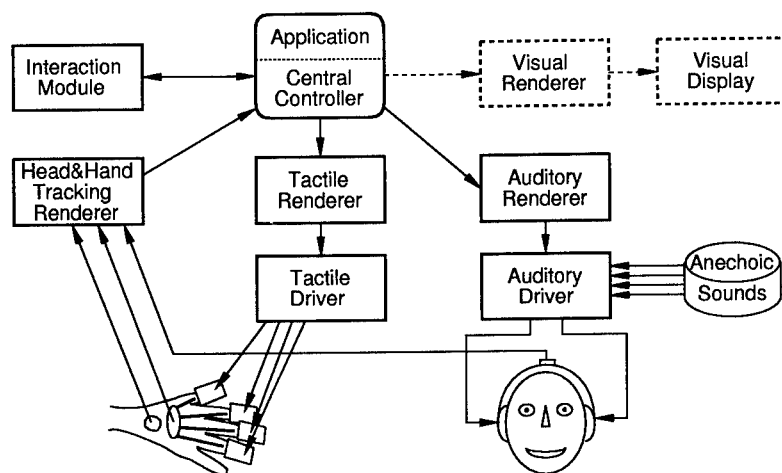 Application
Interaction
Module
Central
Controller
Visual
Renderer
Visual
Display
Head&Hand
Tracking
Renderer
Tactile
Renderer
Auditory
Renderer
Tactile
Driver
Auditory
Driver
Anechoic
Sounds